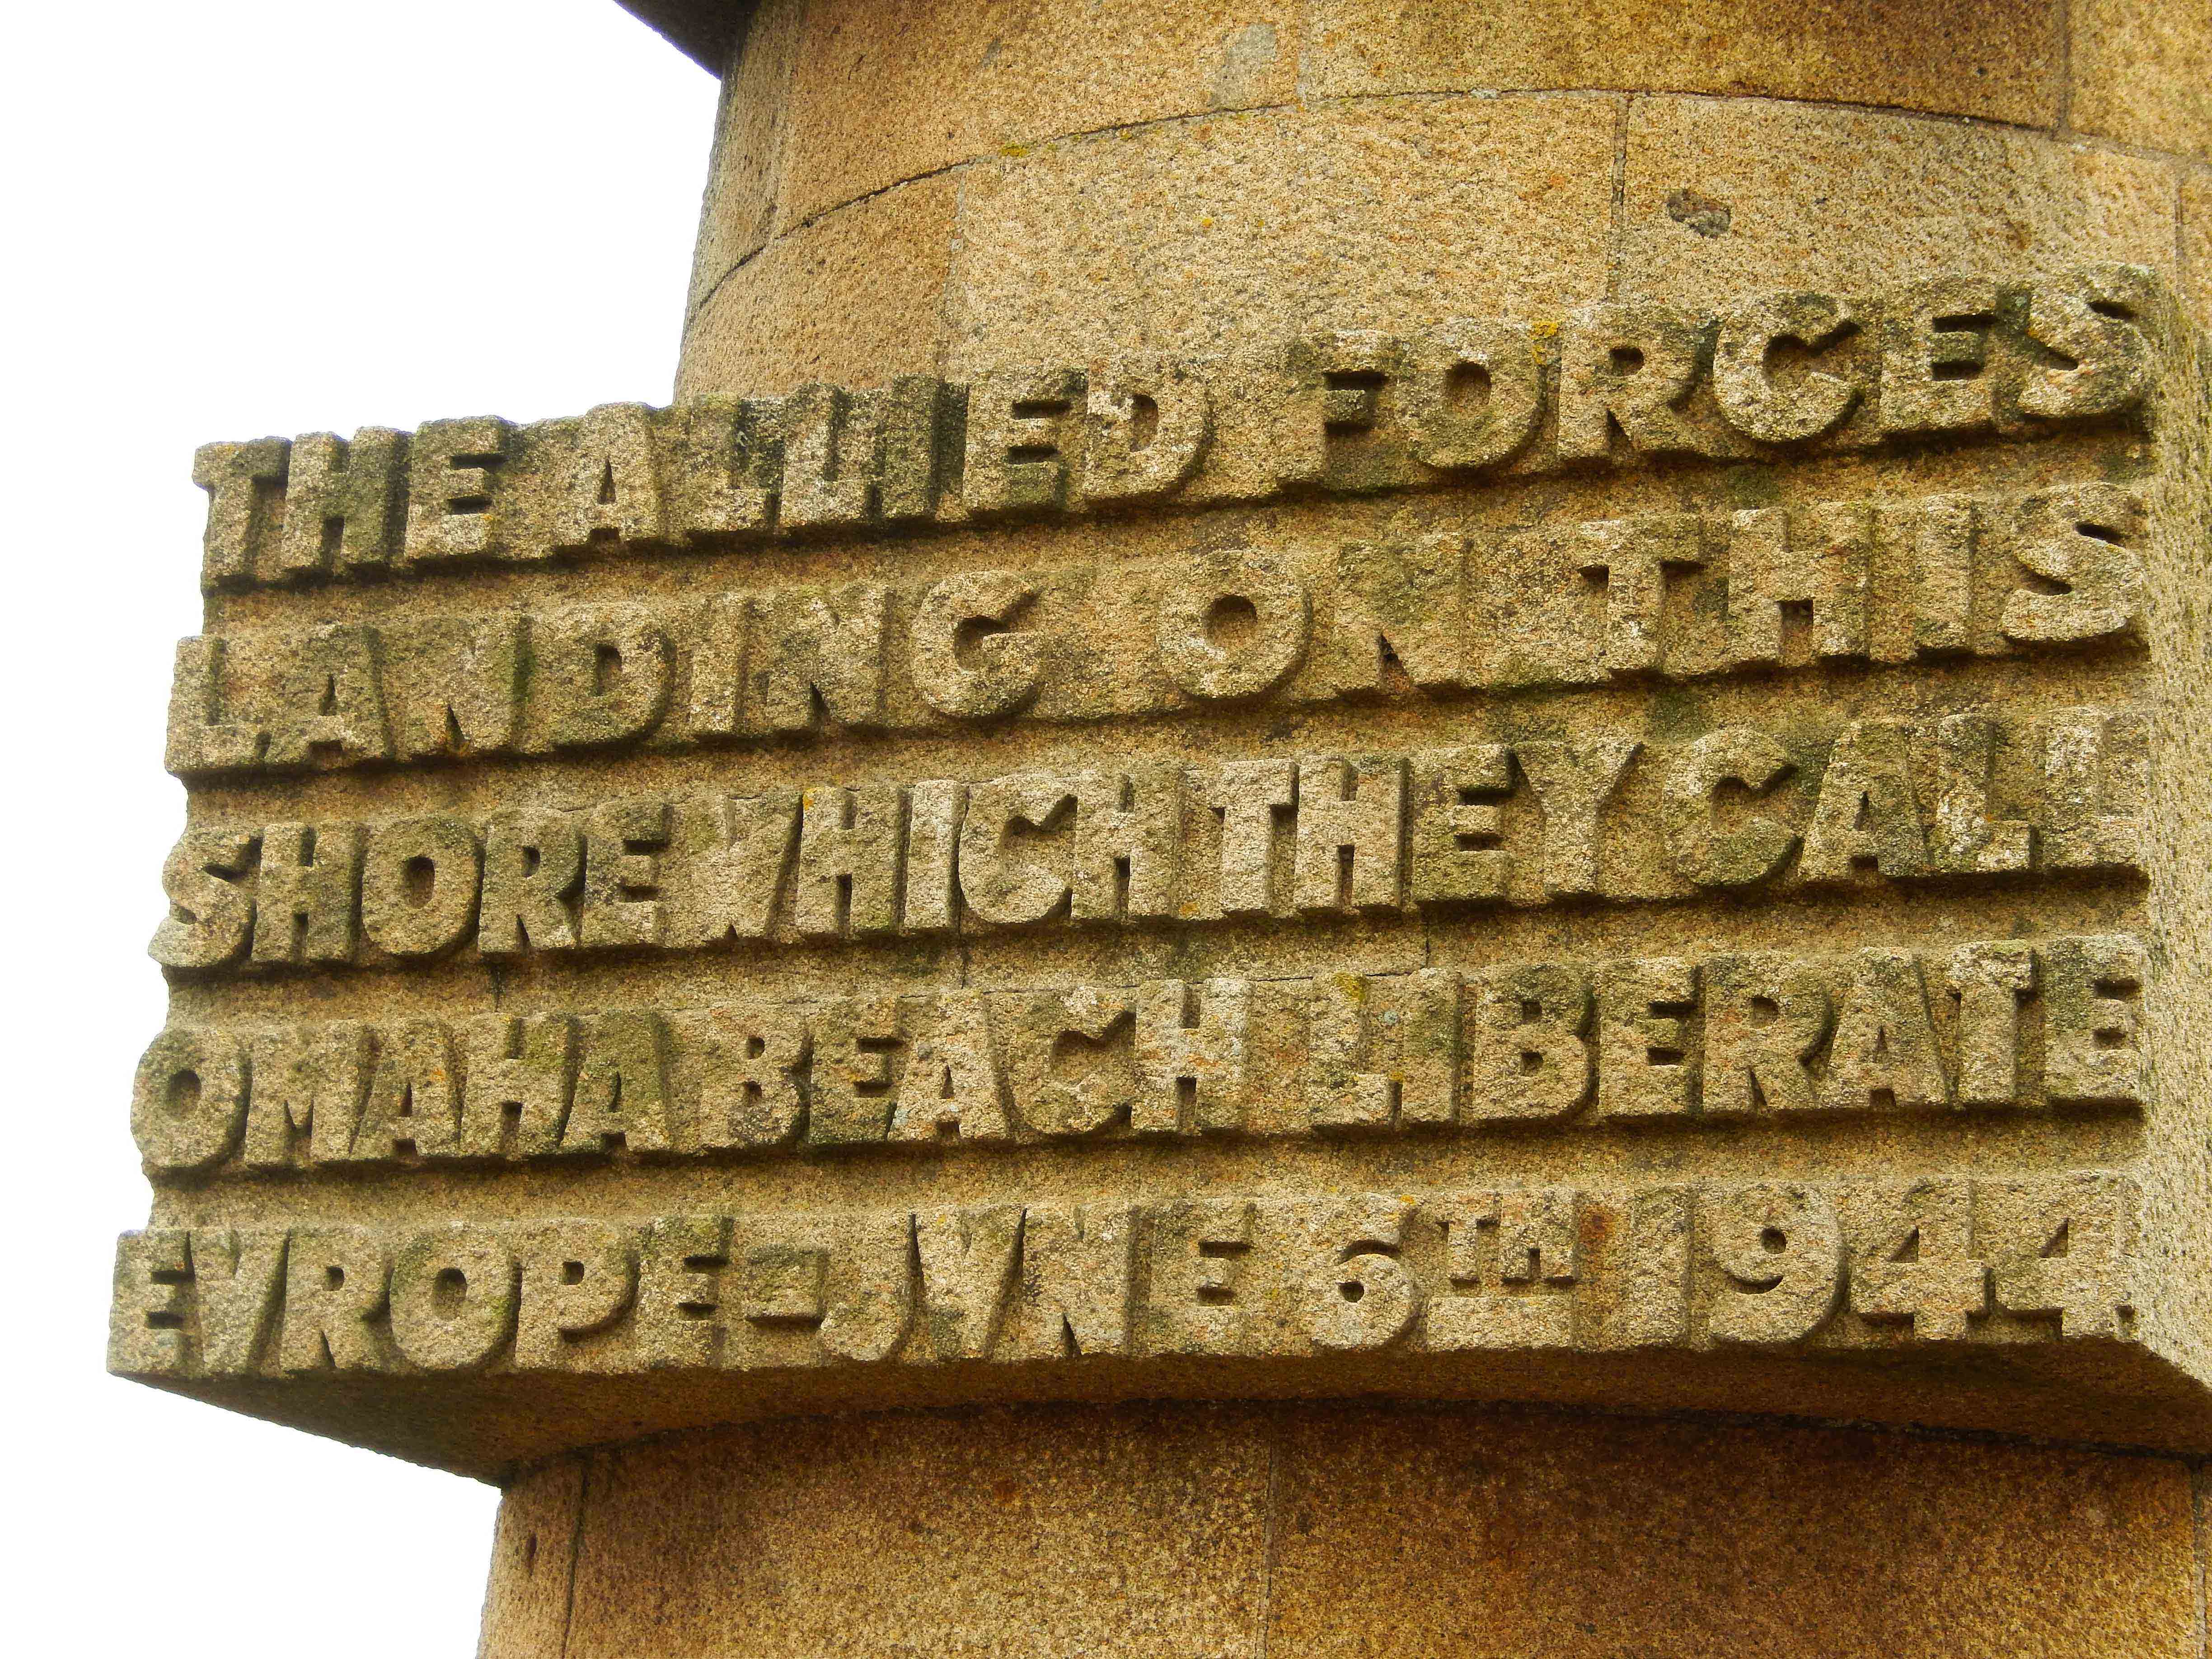 THE ALLIED FORCES
LANDING ON THIS
SHORE WHICH THEY CALL
OMAHA BEACH LIBERATE
EVROPE-JVNE 6TH 1944